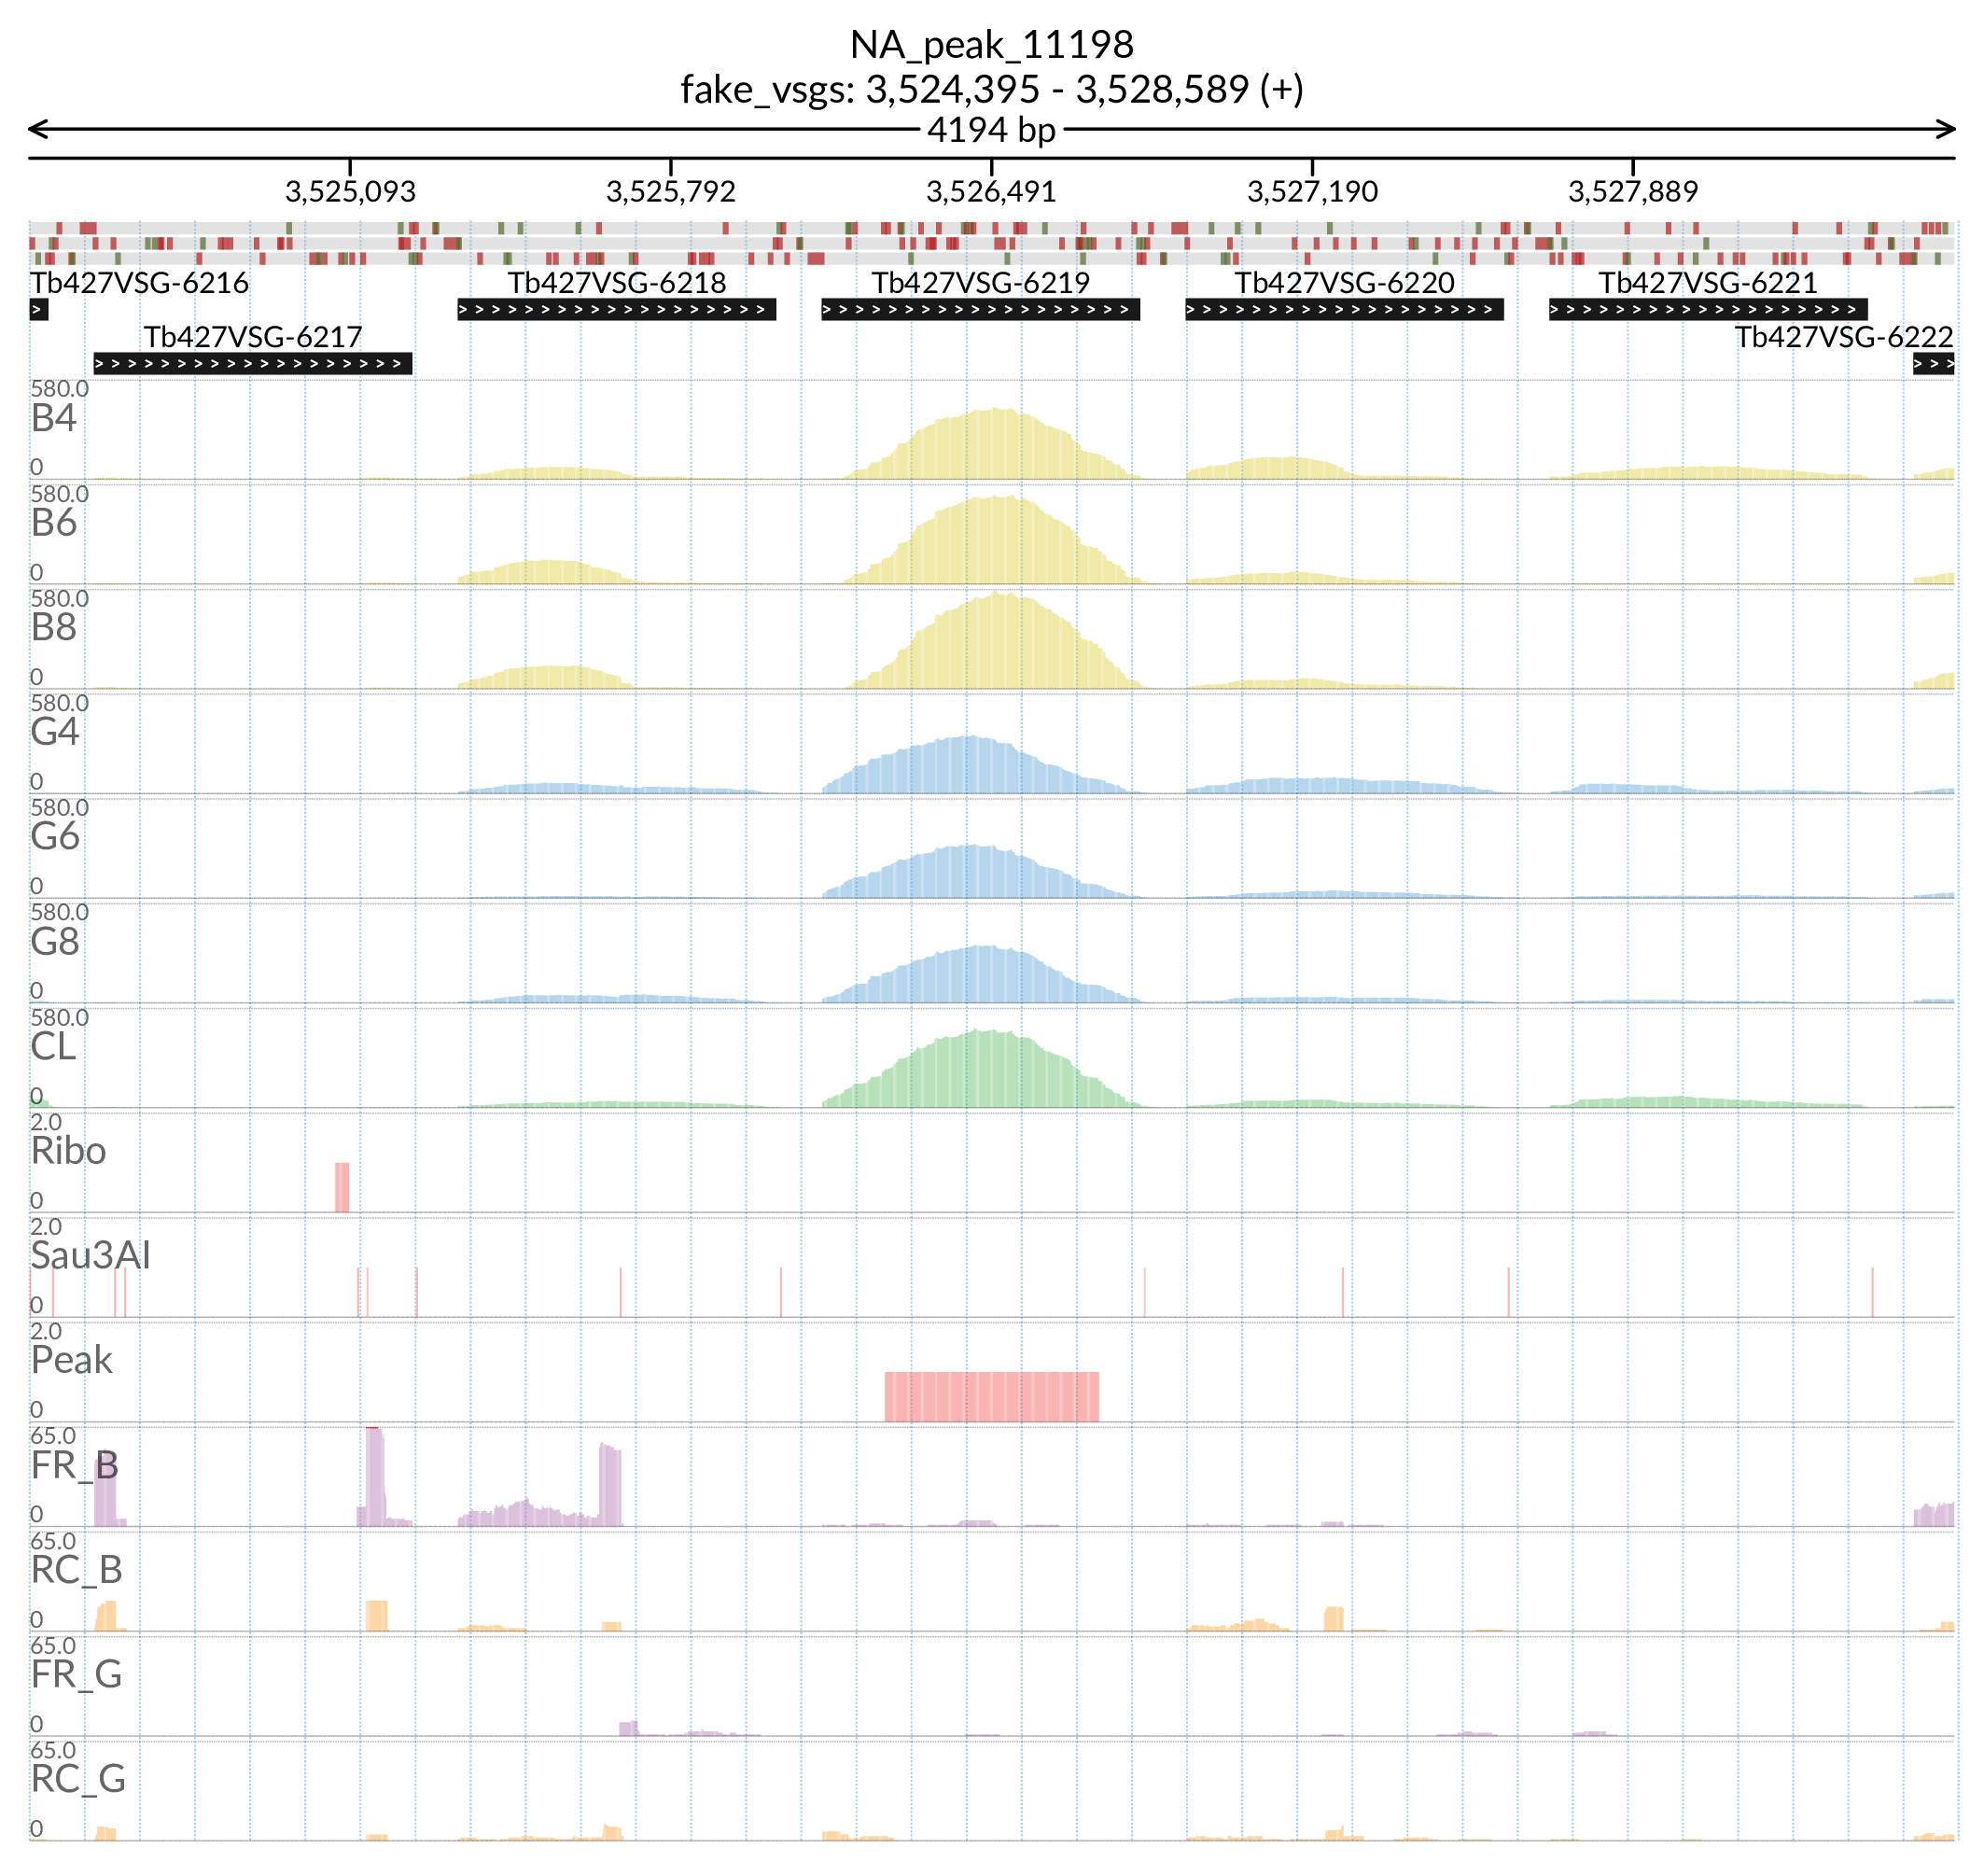 NA_peak_11198
fake_vsgs: 3,524,395 - 3,528,589 (+)
4194 bp
3,525,093 3,525,792 3,526,491 3,527,190 3,527,889
Tb427VSG-6216 Tb427VSG-6218 Tb427VSG-6219 Tb427VSG-6220 Tb427VSG-6221
Tb427VSG-6217 Tb427VSG-6222
580.0
B4
0
580.0
B6
0
580.0
B8
0
580.0
G4
0
580.0
G6
0
580.0
G8
0
580.0
CL
0
2.0
Ribo
0
2.0
Sau3AI
0
2.0
Peak
0
65.0
FR_B
0
65.0
RC_B
0
65.0
FR_G
0
65.0
RC_G
0